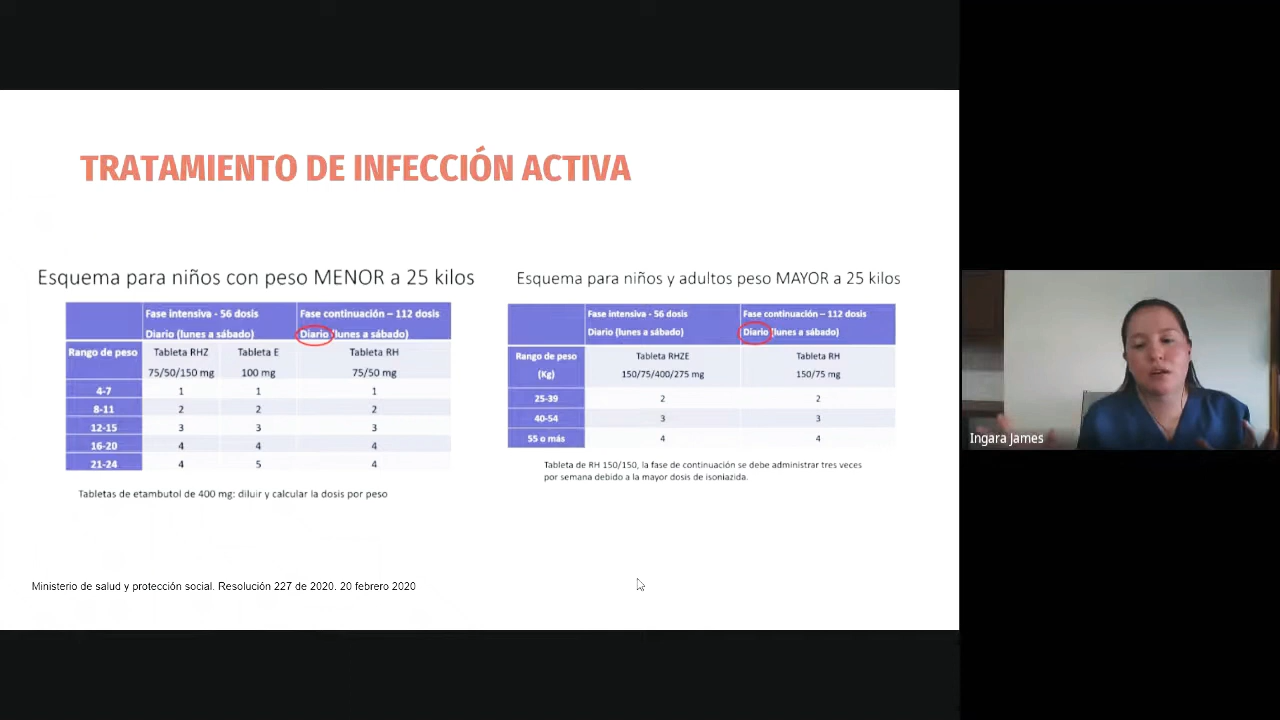 TRATAMIENTO DE INFECCIÓN ACTIVA
Esquema para niños con peso MENOR a 25 kilos
Fase intensiva - 56 dosis Fase continuación – 112 dosis
Diario (lunes a sábado) Diario (lunes a sábado)
Rango de peso Tableta RHZ Tableta E Tableta RH
75/50/150 mg 100 mg 75/50 mg
4-7 1 1 1
8-11 2 2 2
12-15 3 3 3
16-20 4 4 4
21-24 4 5 4
Tabletas de etambutol de 400 mg: diluir y calcular la dosis por peso
Esquema para niños y adultos peso MAYOR a 25 kilos
Fase intensiva - 56 dosis Fase continuación – 112 dosis
Diario (lunes a sábado) Diario (lunes a sábado)
Rango de peso Tableta RHZE Tableta RH
(Kg) 150/75/400/275 mg 150/75 mg
25-39 2 2
40-54 3 3
55 o más 4 4
Tableta de RH 150/150, la fase de continuación se debe administrar tres veces
por semana debido a la mayor dosis de isoniazida.
Ministerio de salud y protección social. Resolución 227 de 2020. 20 febrero 2020
Ingara James